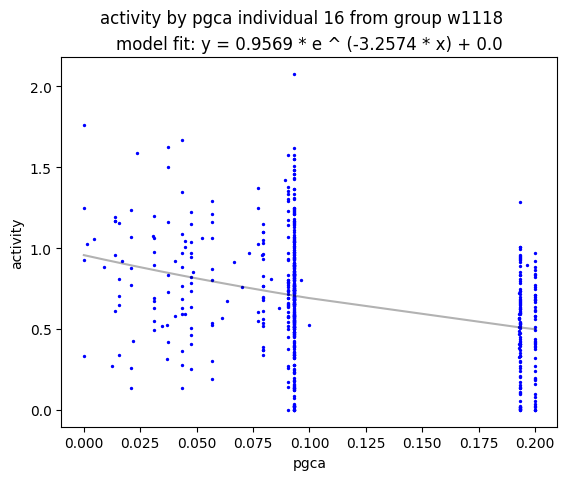 activity by pgca individual 16 from group w1118
model fit: y = 0.9569 * e ^ (-3.2574 * x) + 0.0
2.0
1.5
1.0
0.5
0.0
activity
0.000 0.025 0.050 0.075 0.100 0.125 0.150 0.175 0.200
pgca